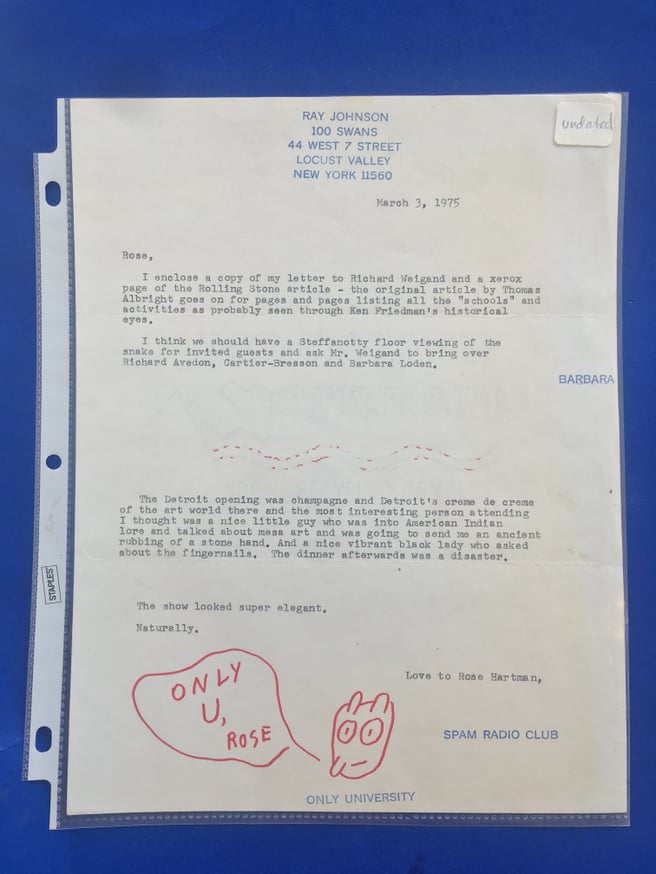 RAY JOHNSON
100 SWANS
44 WEST 7 STREET
LOCUST VALLEY
NEW YORK 11560
undated
March 3, 1975
Rose,
I enclose a copy of my letter to Richard Weigand and a xerox
page of the Rolling Stone article - the original article by Thomas
Albright goes on for pages and pages listing all the "schools" and
activities as probably seen through Ken Friedman's historical
eyes.
I think we should have a Steffanotty floor viewing of the
snake for invited guests and ask Mr. Weigand to bring over
Richard Avedon, Cartier-Bresson and Barbara Loden.
BARBARA
The Detroit opening was champagne and Detroit's creme de creme
of the art world there and the most interesting person attending
I thought was a nice little guy who was into American Indian
lore and talked about mesa art and was going to send me an ancient
rubbing of a stone hand. And a nice vibrant black lady who asked
about the fingernails. The dinner afterwards was a disaster.
STAPLES
The show looked super elegant.
Naturally.
Love to Rose Hartman,
ONLY
U,
ROSE
SPAM RADIO CLUB
ONLY UNIVERSITY